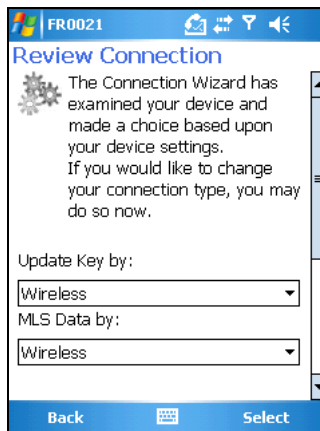 FR0021
Review Connection
The Connection Wizard has
examined your device and
made a choice based upon
your device settings.
If you would like to change
your connection type, you may
do so now.
Update Key by:
Wireless
MLS Data by:
Wireless
Back
Select